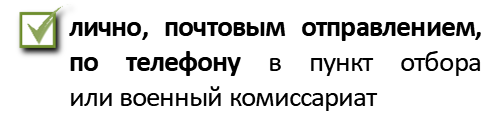 лично, почтовым отправлением,
по телефону в пункт отбора
или военный комиссариат